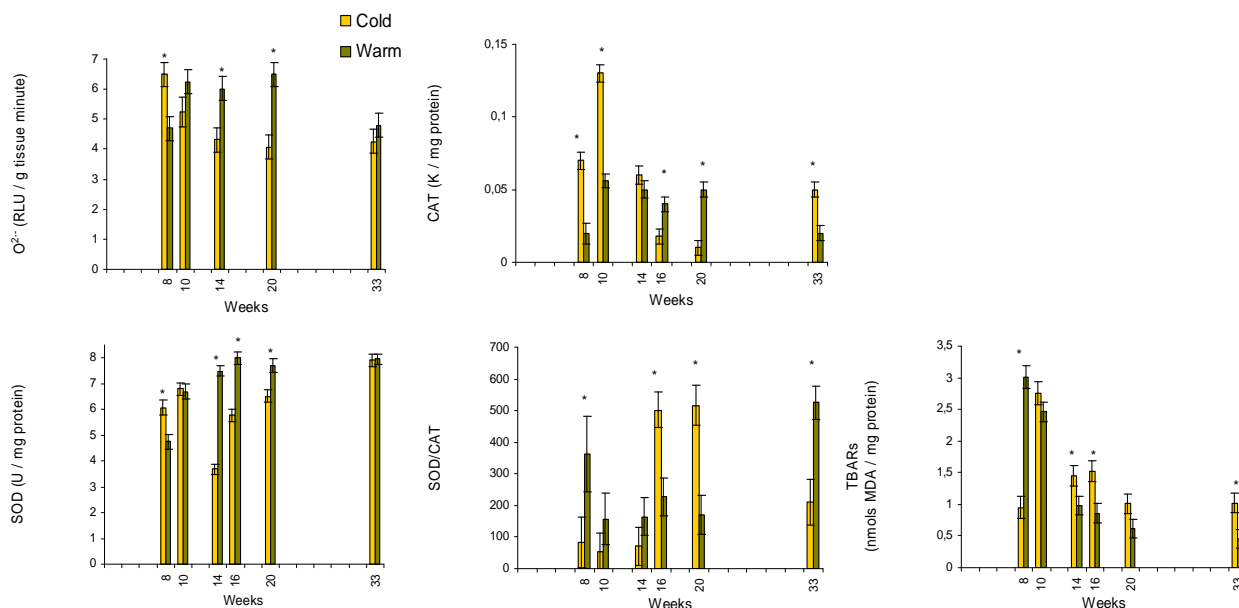 Cold
Warm
O²·⁻ (RLU / g tissue minute)
7
6
5
4
3
2
1
0
* * *
8 10 14 20 33
Weeks
CAT (K / mg protein)
0,15
0,1
0,05
0
* * * * *
8 10 14 16 20 33
Weeks
SOD (U / mg protein)
8
7
6
5
4
3
2
1
0
* * * *
8 10 14 16 20 33
Weeks
SOD/CAT
700
600
500
400
300
200
100
0
* * * *
8 10 14 16 20 33
Weeks
TBARs
(nmols MDA / mg protein)
3,5
3
2,5
2
1,5
1
0,5
0
* * * *
8 10 14 16 20 33
Weeks